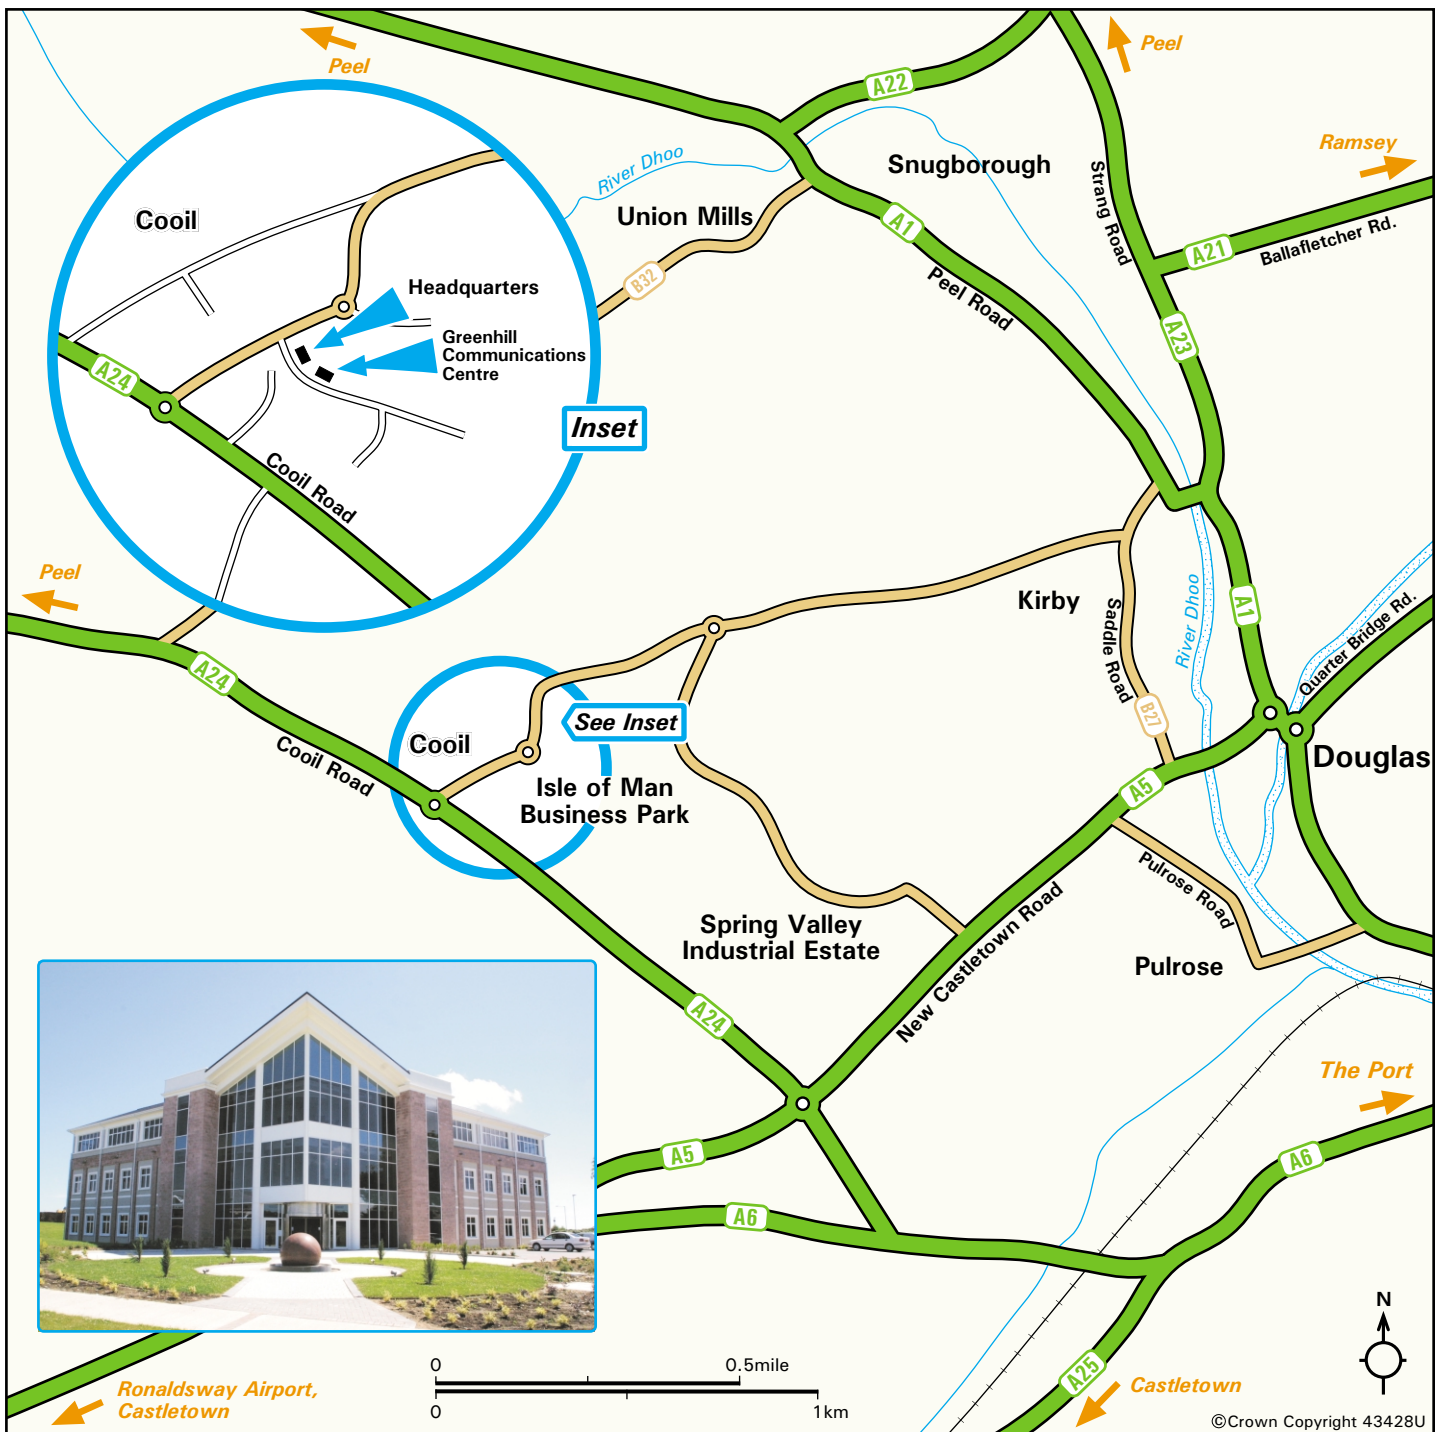 Peel
A22
Peel
Ramsey
Strang Road
Snugborough
River Dhoo
Union Mills
A1
A21
Ballafletcher Rd.
B32
Peel Road
A23
Cooil
Headquarters
Greenhill
Communications
Centre
A24
Cooil Road
Inset
Peel
A24
Cooil Road
Cooil
See Inset
Isle of Man
Business Park
Kirby
Saddle Road
River Dhoo
A1
Quarter Bridge Rd.
B27
Douglas
A5
Pulrose Road
Pulrose
Spring Valley
Industrial Estate
New Castletown Road
A24
A5
A6
The Port
A6
A25
Castletown
N
Ronaldsway Airport,
Castletown
0 0.5mile
0 1km
©Crown Copyright 43428U